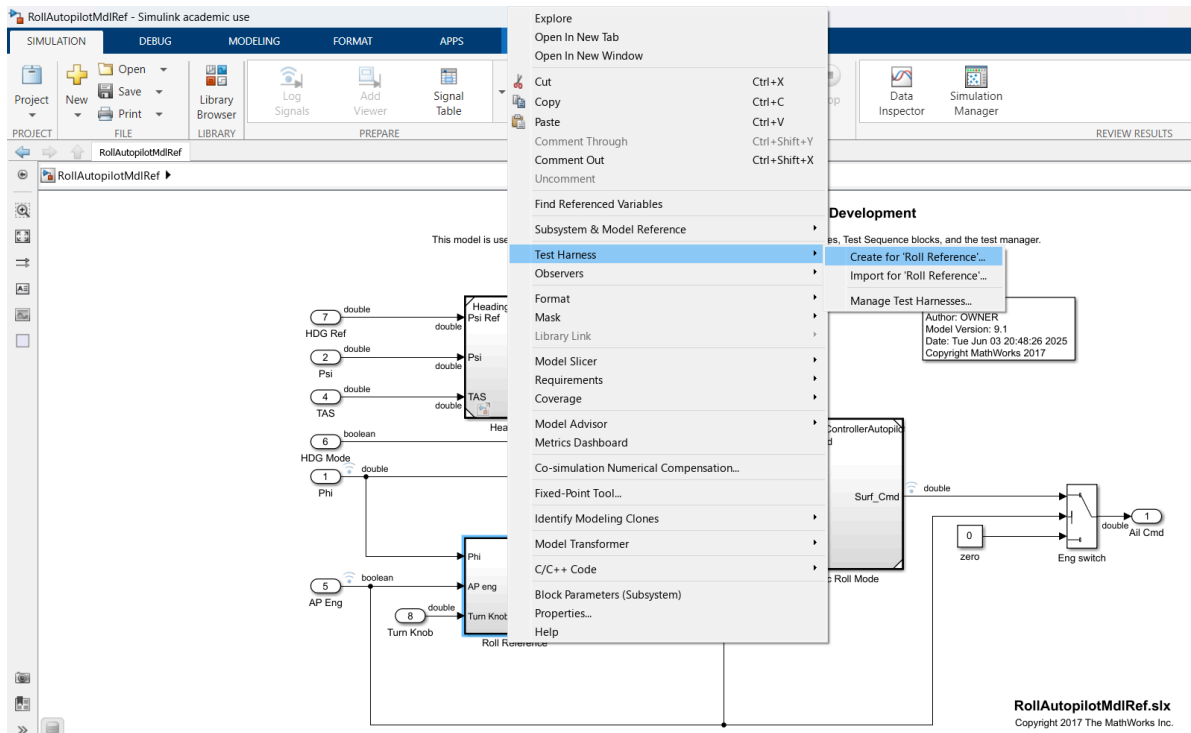 RollAutopilotMdlRef - Simulink academic use
SIMULATION DEBUG MODELING FORMAT APPS
Project New Open Save Print Library Browser Log Signals Add Viewer Signal Table Data Inspector Simulation Manager
PROJECT FILE LIBRARY PREPARE REVIEW RESULTS
RollAutopilotMdlRef
RollAutopilotMdlRef
Explore
Open In New Tab
Open In New Window
Cut Ctrl+X
Copy Ctrl+C
Paste Ctrl+V
Comment Through Ctrl+Shift+Y
Comment Out Ctrl+Shift+X
Uncomment
Find Referenced Variables
Subsystem & Model Reference
Test Harness
Observers
Format
Mask
Library Link
Model Slicer
Requirements
Coverage
Model Advisor
Metrics Dashboard
Co-simulation Numerical Compensation...
Fixed-Point Tool...
Identify Modeling Clones
Model Transformer
C/C++ Code
Block Parameters (Subsystem)
Properties...
Help
Create for 'Roll Reference'...
Import for 'Roll Reference'...
Manage Test Harnesses...
Development
This model is use
es, Test Sequence blocks, and the test manager.
Author: OWNER
Model Version: 9.1
Date: Tue Jun 03 20:48:26 2025
Copyright MathWorks 2017
7 double
HDG Ref
double
Heading
Psi Ref
2 double
Psi
double
Psi
4 double
TAS
double
TAS
Hea
6 boolean
HDG Mode
1 double
Phi
Phi
5 boolean
AP Eng
AP eng
8 double
Turn Knob
Turn Knob
Roll Reference
ControllerAutopilo
d
Surf_Cmd
double
c Roll Mode
0
zero
Eng switch
double
1
Ail Cmd
RollAutopilotMdlRef.slx
Copyright 2017 The MathWorks Inc.